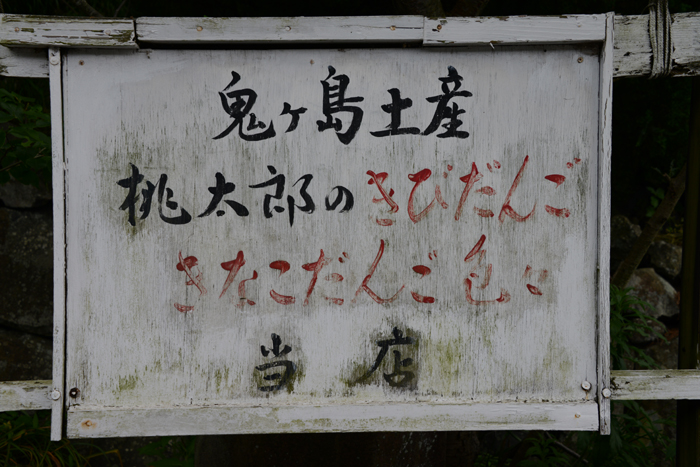 鬼ヶ島土産
桃太郎のきびだんご
きなこだんご色々
当店